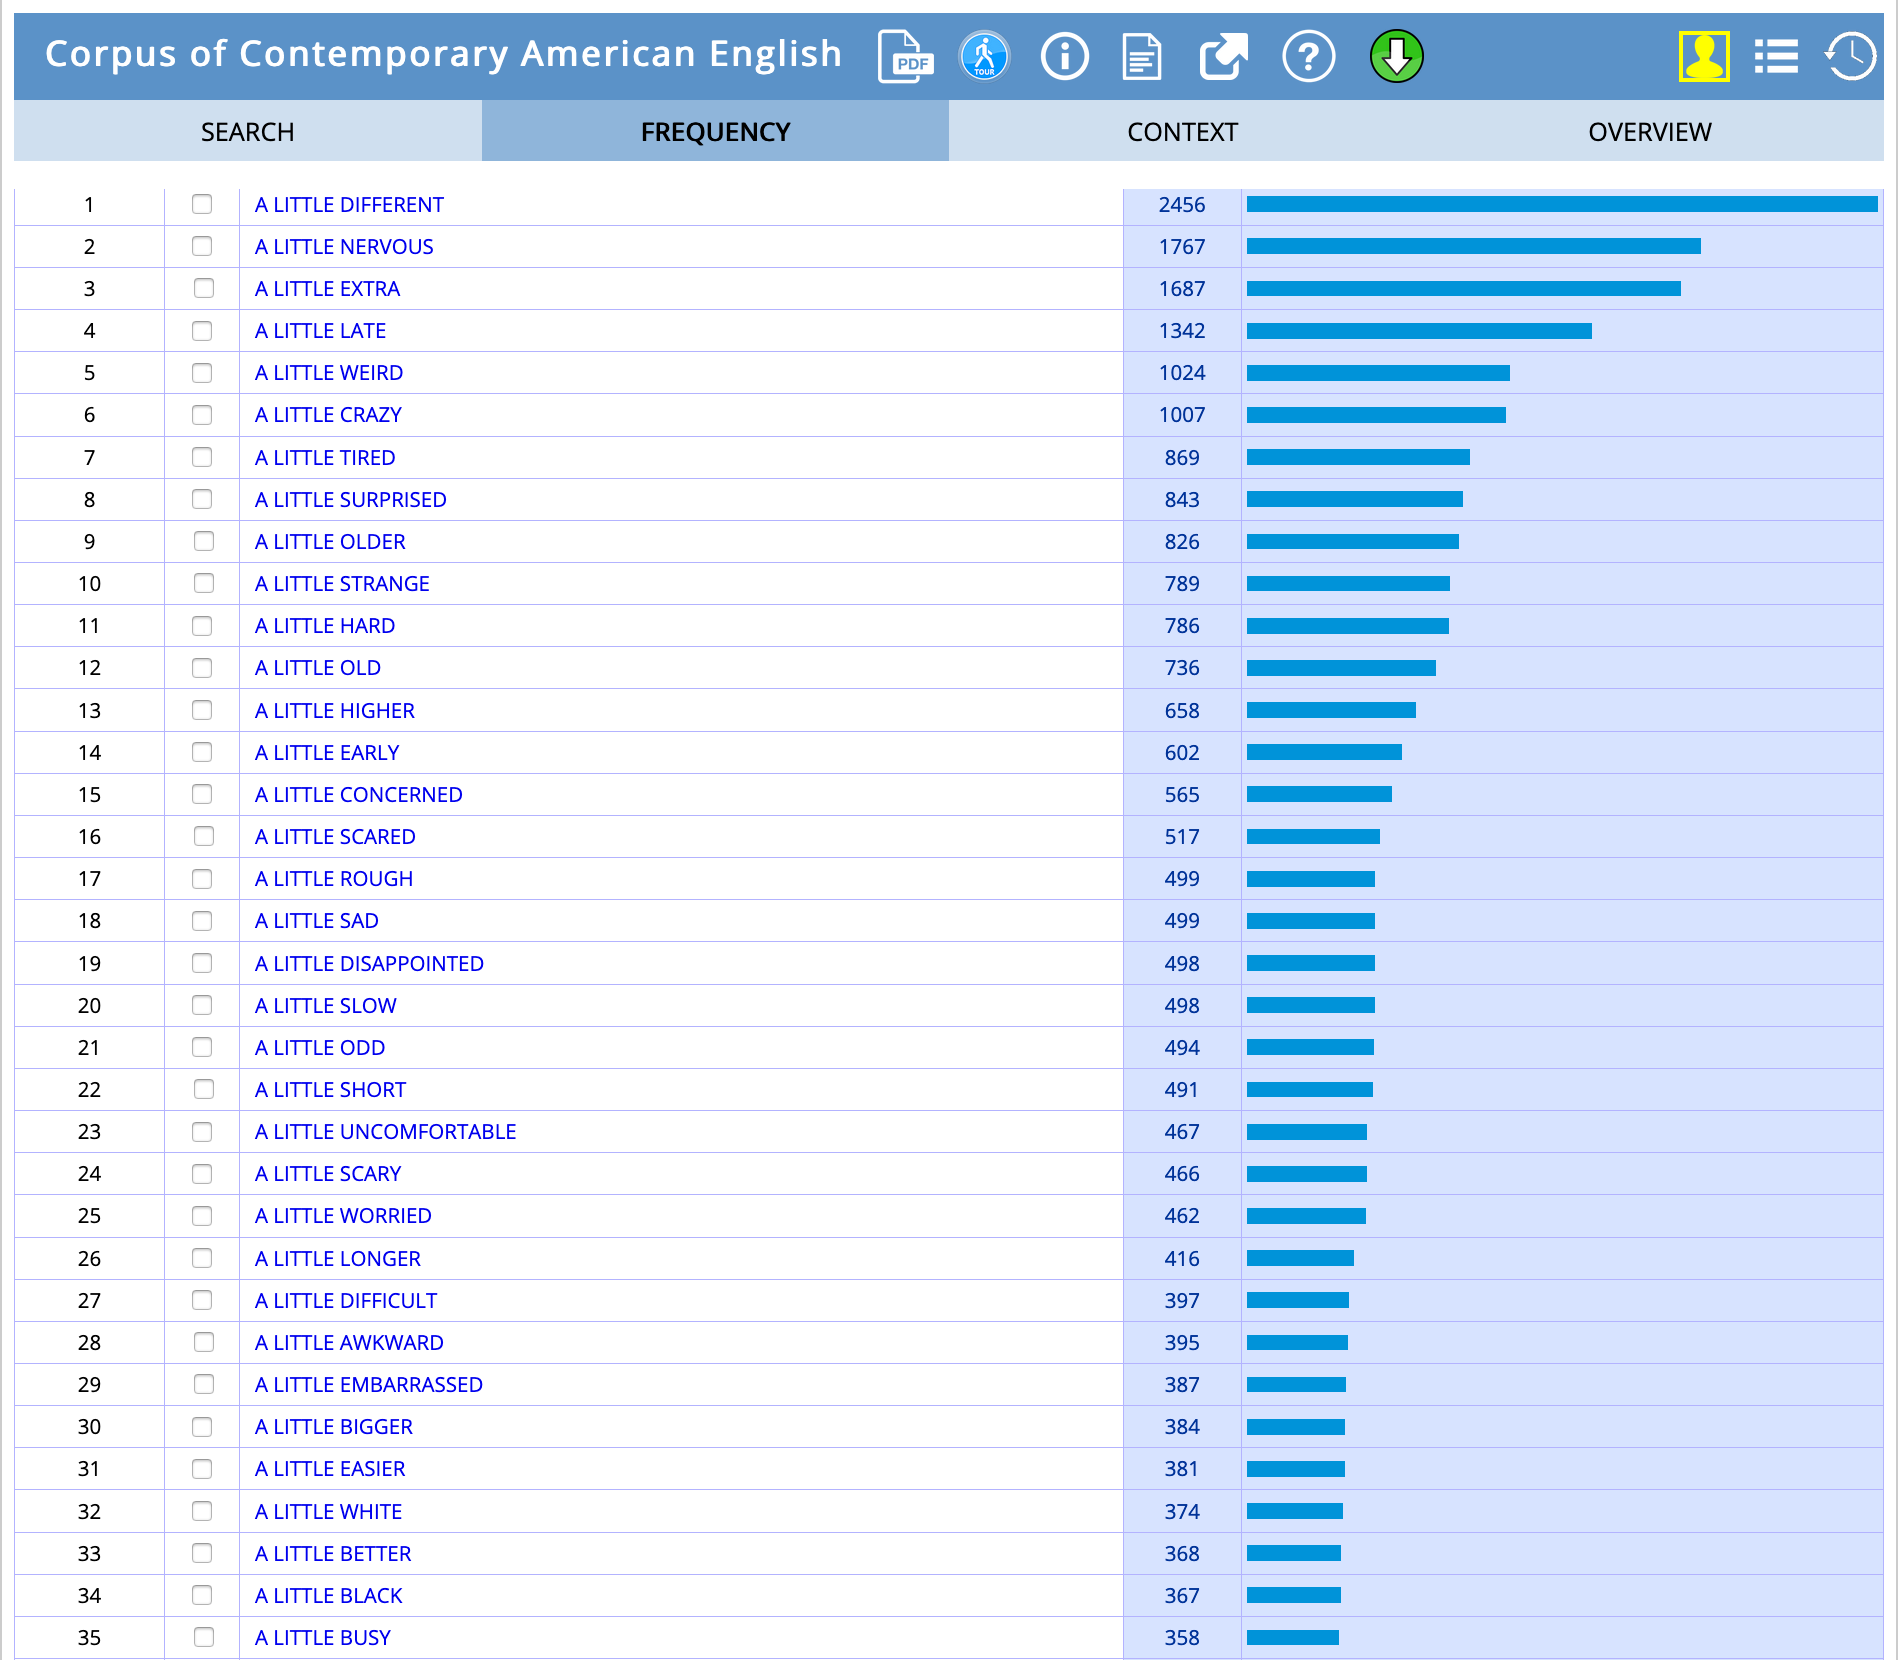 Corpus of Contemporary American English PDF TOUR
SEARCH FREQUENCY CONTEXT OVERVIEW
1 A LITTLE DIFFERENT 2456
2 A LITTLE NERVOUS 1767
3 A LITTLE EXTRA 1687
4 A LITTLE LATE 1342
5 A LITTLE WEIRD 1024
6 A LITTLE CRAZY 1007
7 A LITTLE TIRED 869
8 A LITTLE SURPRISED 843
9 A LITTLE OLDER 826
10 A LITTLE STRANGE 789
11 A LITTLE HARD 786
12 A LITTLE OLD 736
13 A LITTLE HIGHER 658
14 A LITTLE EARLY 602
15 A LITTLE CONCERNED 565
16 A LITTLE SCARED 517
17 A LITTLE ROUGH 499
18 A LITTLE SAD 499
19 A LITTLE DISAPPOINTED 498
20 A LITTLE SLOW 498
21 A LITTLE ODD 494
22 A LITTLE SHORT 491
23 A LITTLE UNCOMFORTABLE 467
24 A LITTLE SCARY 466
25 A LITTLE WORRIED 462
26 A LITTLE LONGER 416
27 A LITTLE DIFFICULT 397
28 A LITTLE AWKWARD 395
29 A LITTLE EMBARRASSED 387
30 A LITTLE BIGGER 384
31 A LITTLE EASIER 381
32 A LITTLE WHITE 374
33 A LITTLE BETTER 368
34 A LITTLE BLACK 367
35 A LITTLE BUSY 358